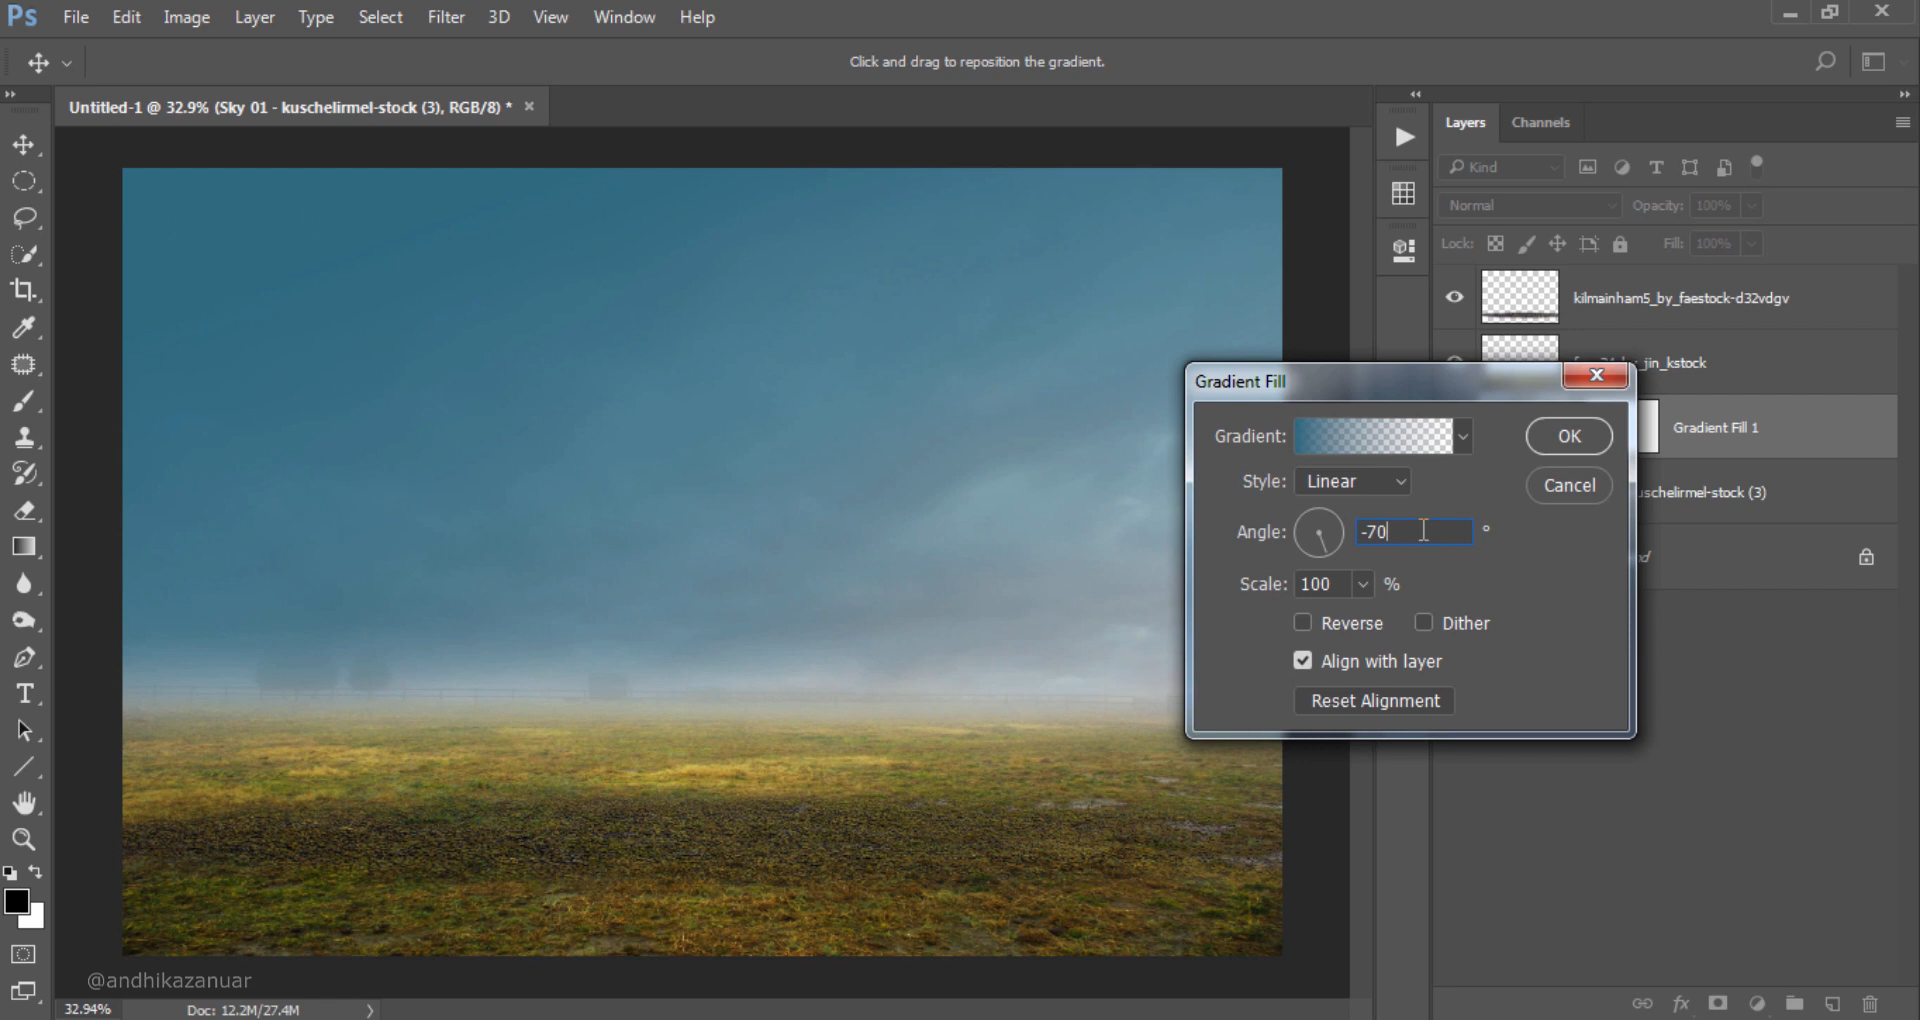 Ps File Edit Image Layer Type Select Filter 3D View Window Help
Click and drag to reposition the gradient.
Untitled-1 @ 32.9% (Sky 01 - kuschelirmel-stock (3), RGB/8) *
Layers Channels
Kind
Normal Opacity: 100%
Lock: Fill: 100%
kilmainham5_by_faestock-d32vdgv
_jin_kstock
Gradient Fill 1
uschelirmel-stock (3)
Gradient Fill
Gradient: OK
Style: Linear Cancel
Angle: -70 °
Scale: 100 %
Reverse Dither
Align with layer
Reset Alignment
@andhikazanuar
32.94% Doc: 12.2M/27.4M